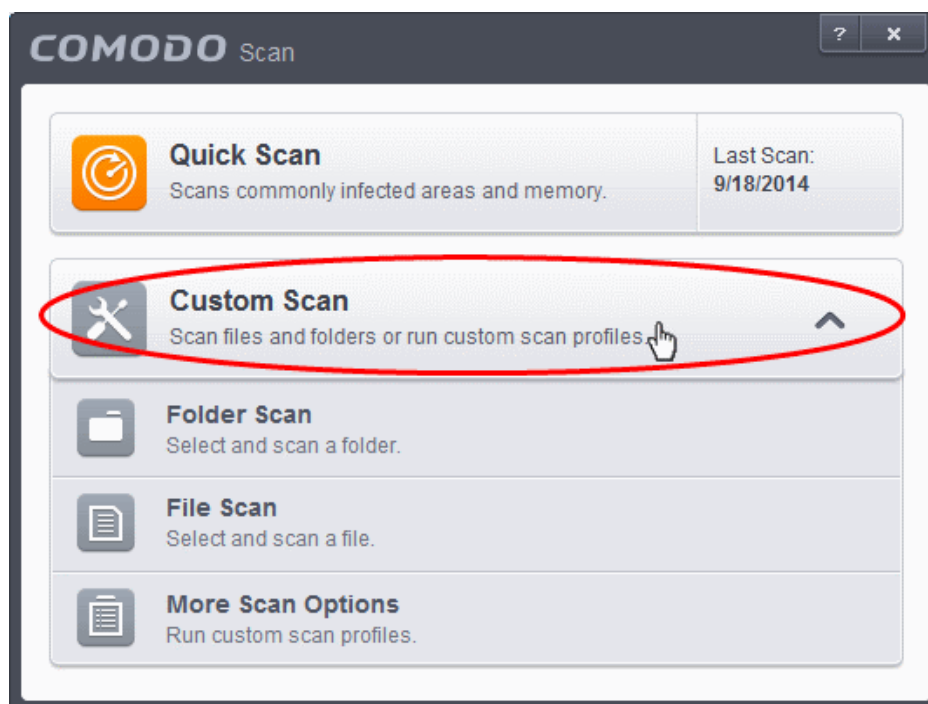 COMODO Scan
? x
Quick Scan
Scans commonly infected areas and memory.
Last Scan:
9/18/2014
Custom Scan
Scan files and folders or run custom scan profiles.
Folder Scan
Select and scan a folder.
File Scan
Select and scan a file.
More Scan Options
Run custom scan profiles.